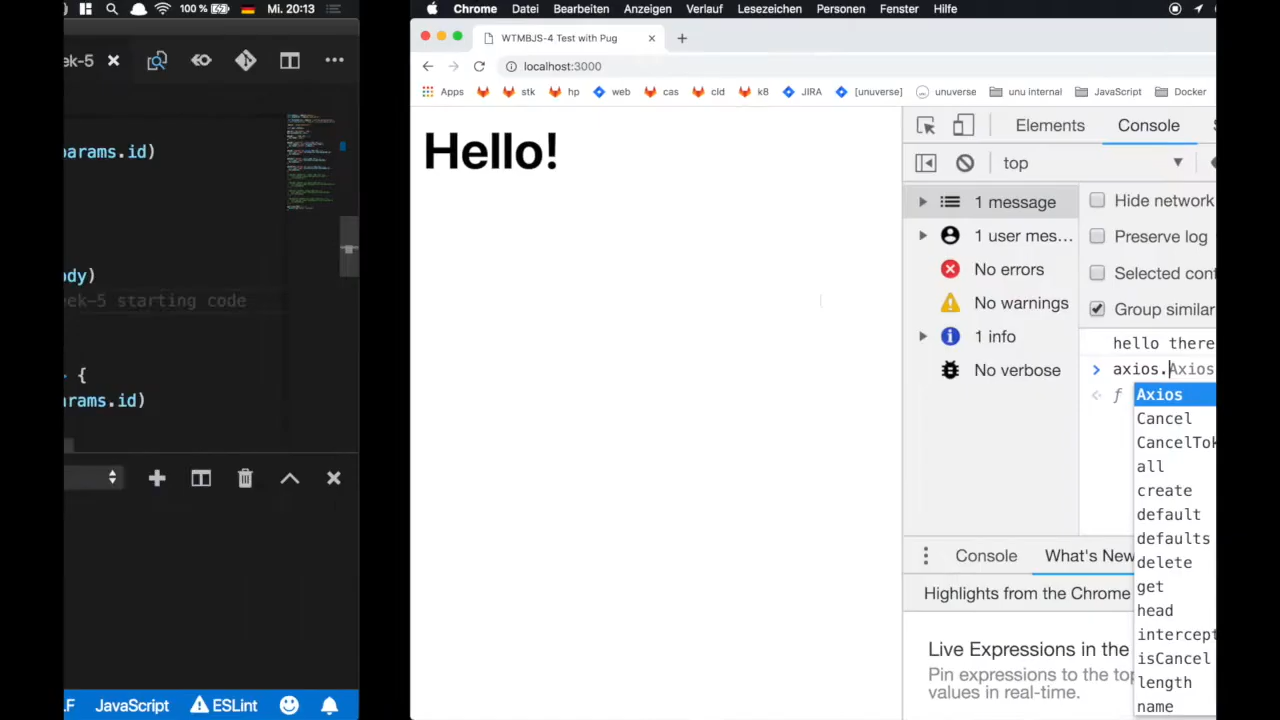 100 %
Mi. 20:13
ek-5
params.id)
dy)
ek-5 starting code
{
rams.id)
JavaScript
ESLint
Chrome Datei Bearbeiten Anzeigen Verlauf Lesezeichen Personen Fenster Hilfe
WTMBJS-4 Test with Pug
localhost:3000
Apps stk hp web cas cld k8 JIRA [unuverse] unuverse unu internal JavaScript Docker
Hello!
Elements Console
top
1 message
1 user mes...
No errors
No warnings
1 info
No verbose
Hide network
Preserve log
Selected cont
Group similar
hello there
> axios.Axios
f
Axios
Cancel
CancelTok
all
create
default
defaults
delete
get
head
intercept
isCancel
length
name
Console What's New
Highlights from the Chrome
Live Expressions in the
Pin expressions to the top
values in real-time.